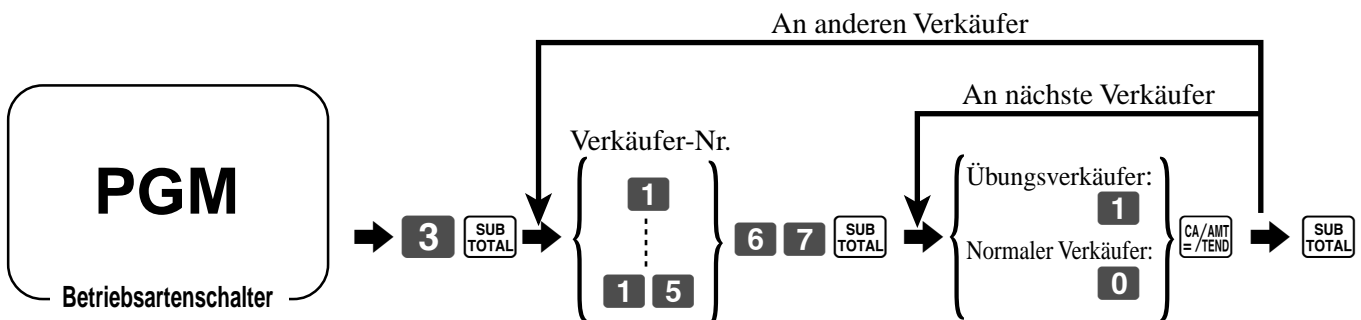 An anderen Verkäufer
An nächste Verkäufer
Verkäufer-Nr.
PGM
Betriebsartenschalter
3 SUB TOTAL
1
1 5
6 7 SUB TOTAL
Übungsverkäufer:
1
Normaler Verkäufer:
0
CA/AMT
= /TEND
SUB TOTAL